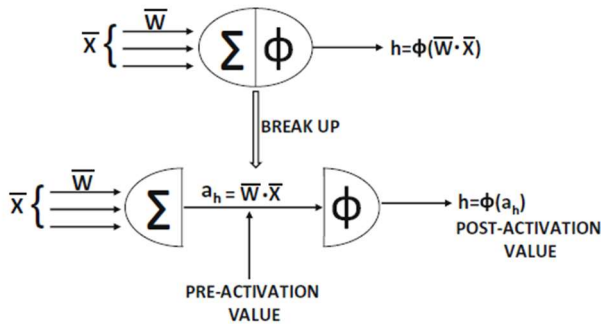 W̅
X̅ {
Σ ϕ
h=ϕ(W̅·X̅)
BREAK UP
W̅
X̅ {
Σ
a_h = W̅·X̅
ϕ
h=ϕ(a_h)
POST-ACTIVATION
VALUE
PRE-ACTIVATION
VALUE